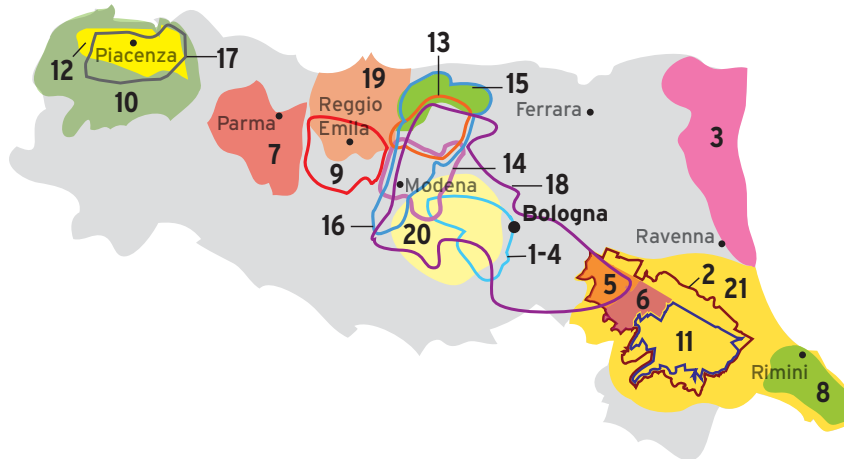 13
12
Piacenza
17
19
15
10
Reggio
Emila
Ferrara
Parma
3
7
9
14
Modena
18
16
20
Bologna
Ravenna
1-4
2
5
21
6
11
Rimini
8